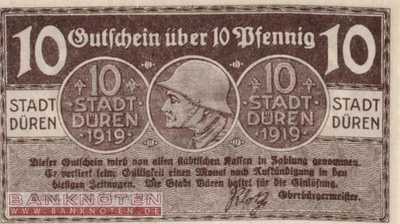 10 Gutschein über 10 Pfennig 10
10 STADT DÜREN 1919
10 STADT DÜREN 1919
STADT DÜREN
STADT DÜREN
Dieser Gutschein wird von allen städtischen Kassen in Zahlung genommen.
Er verliert seine Gültigkeit einen Monat nach Aufkündigung in den
hiesigen Zeitungen. Die Stadt Düren haftet für die Einlösung.
Oberbürgermeister.
BANKNOTEN
WWW.BANKNOTEN.DE